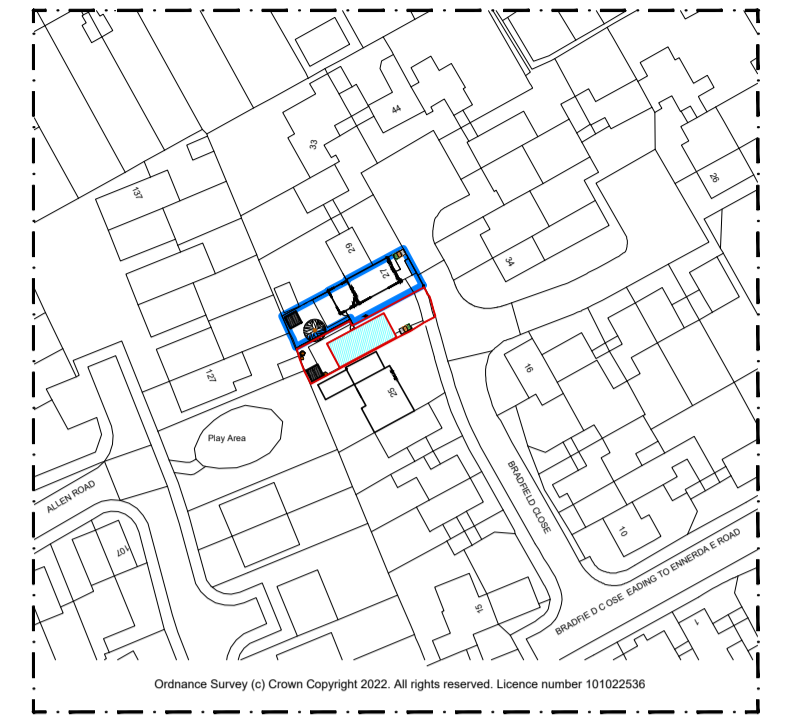 44
33
137
26
29
34
27
16
127
25
Play Area
BRADFIELD CLOSE
ALLEN ROAD
10
107
BRADFIE D C OSE EADING TO ENNERDA E ROAD
15
1
Ordnance Survey (c) Crown Copyright 2022. All rights reserved. Licence number 101022536